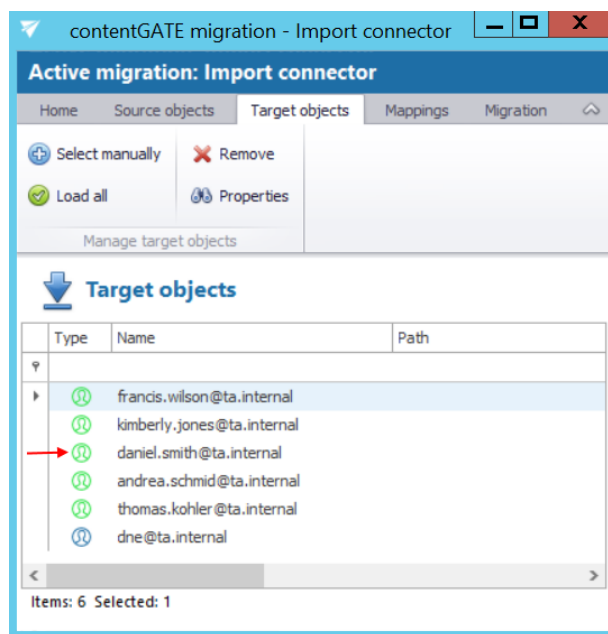 contentGATE migration - Import connector
Active migration: Import connector
Home Source objects Target objects Mappings Migration
Select manually Remove
Load all Properties
Manage target objects
Target objects
Type Name Path
francis.wilson@ta.internal
kimberly.jones@ta.internal
daniel.smith@ta.internal
andrea.schmid@ta.internal
thomas.kohler@ta.internal
dne@ta.internal
Items: 6 Selected: 1